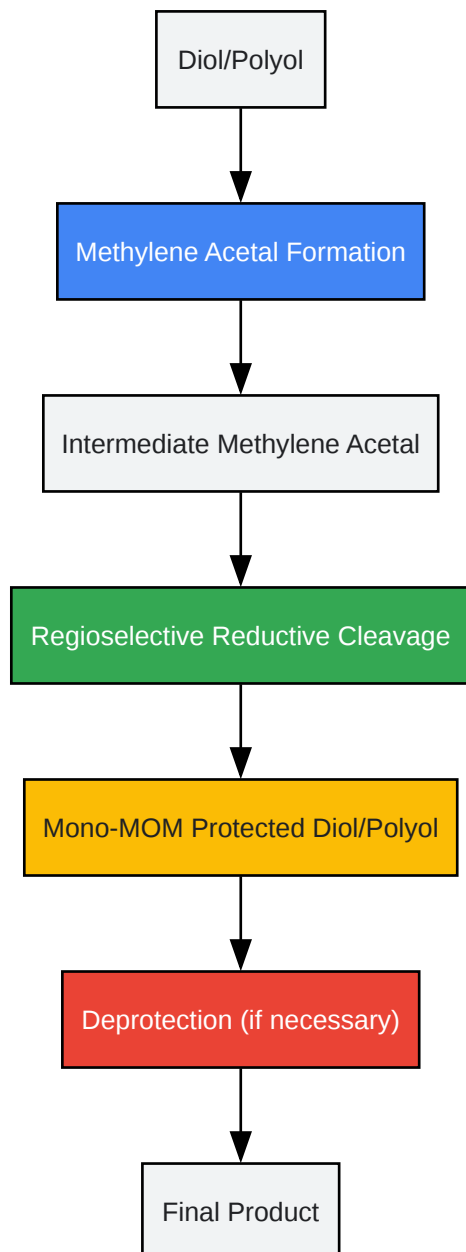 Diol/Polyol
Methylene Acetal Formation
Intermediate Methylene Acetal
Regioselective Reductive Cleavage
Mono-MOM Protected Diol/Polyol
Deprotection (if necessary)
Final Product